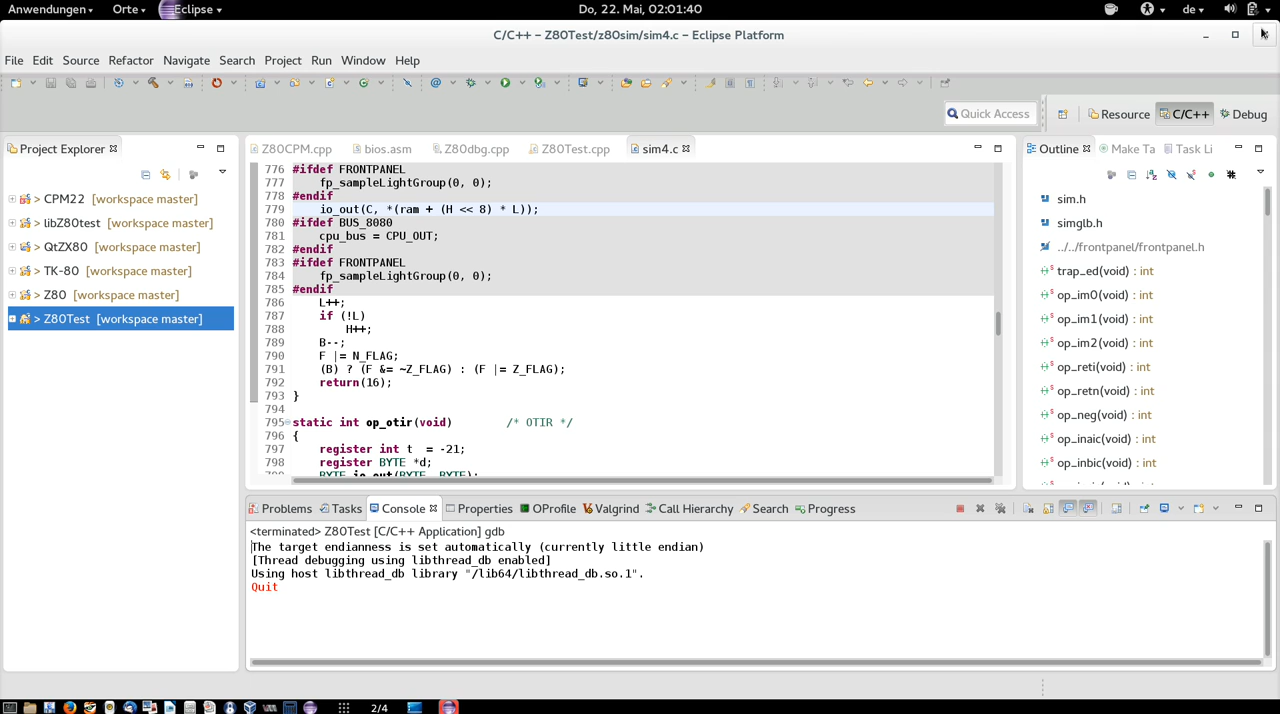 Anwendungen Orte Eclipse Do, 22. Mai, 02:01:40 de
C/C++ – Z80Test/z80sim/sim4.c – Eclipse Platform
File Edit Source Refactor Navigate Search Project Run Window Help
Quick Access Resource C/C++ Debug
Project Explorer
CPM22 [workspace master]
libZ80test [workspace master]
QtZX80 [workspace master]
TK-80 [workspace master]
Z80 [workspace master]
Z80Test [workspace master]
Z80CPM.cpp bios.asm Z80dbg.cpp Z80Test.cpp sim4.c
776 #ifdef FRONTPANEL
777 fp_sampleLightGroup(0, 0);
778 #endif
779 io_out(C, *(ram + (H << 8) * L));
780 #ifdef BUS_8080
781 cpu_bus = CPU_OUT;
782 #endif
783 #ifdef FRONTPANEL
784 fp_sampleLightGroup(0, 0);
785 #endif
786 L++;
787 if (!L)
788 H++;
789 B--;
790 F |= N_FLAG;
791 (B) ? (F &= ~Z_FLAG) : (F |= Z_FLAG);
792 return(16);
793 }
794
795 static int op_otir(void) /* OTIR */
796 {
797 register int t = -21;
798 register BYTE *d;
799 BYTE io_out(BYTE, BYTE);
Outline Make Ta Task Li
sim.h
simglb.h
../../frontpanel/frontpanel.h
trap_ed(void) : int
op_im0(void) : int
op_im1(void) : int
op_im2(void) : int
op_reti(void) : int
op_retn(void) : int
op_neg(void) : int
op_inaic(void) : int
op_inbic(void) : int
Problems Tasks Console Properties OProfile Valgrind Call Hierarchy Search Progress
<terminated> Z80Test [C/C++ Application] gdb
The target endianness is set automatically (currently little endian)
[Thread debugging using libthread_db enabled]
Using host libthread_db library "/lib64/libthread_db.so.1".
Quit
2/4